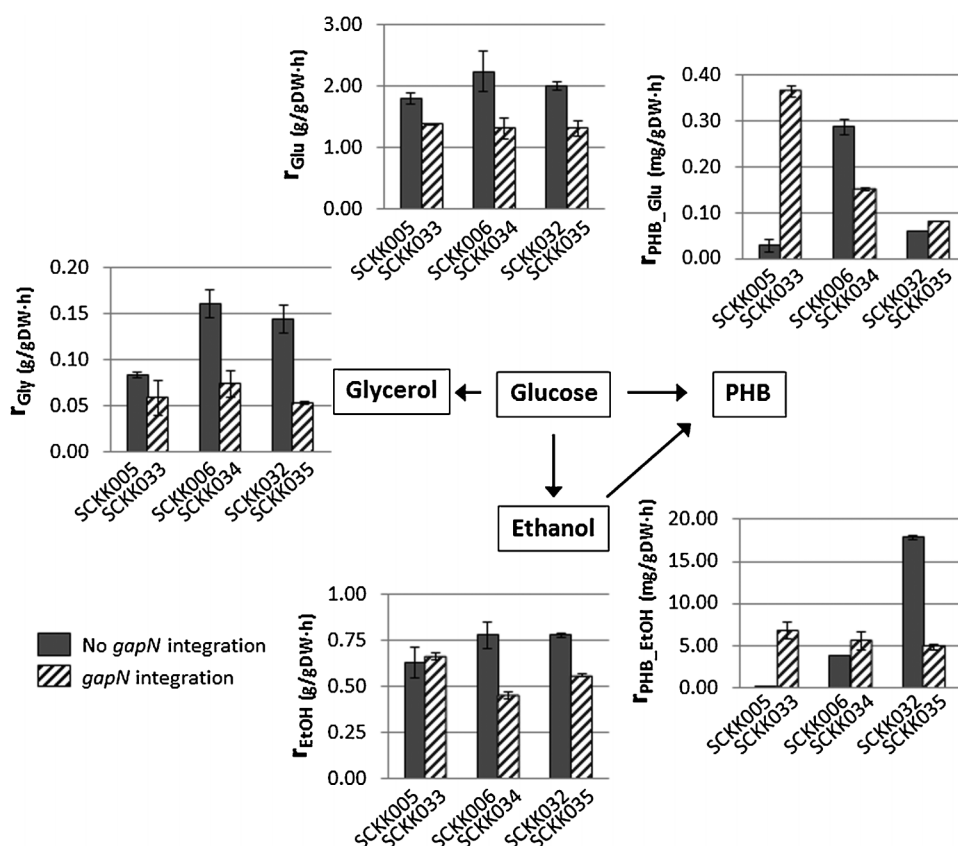 3.00
2.00
1.00
0.00
rGlu (g/gDW·h)
SCKK005
SCKK033
SCKK006
SCKK034
SCKK032
SCKK035
0.40
0.30
0.20
0.10
0.00
rPHB_Glu (mg/gDW·h)
SCKK005
SCKK033
SCKK006
SCKK034
SCKK032
SCKK035
0.20
0.15
0.10
0.05
0.00
rGly (g/gDW·h)
SCKK005
SCKK033
SCKK006
SCKK034
SCKK032
SCKK035
Glycerol
Glucose
PHB
Ethanol
No gapN integration
gapN integration
1.00
0.75
0.50
0.25
0.00
rEtOH (g/gDW·h)
SCKK005
SCKK033
SCKK006
SCKK034
SCKK032
SCKK035
20.00
15.00
10.00
5.00
0.00
rPHB_EtOH (mg/gDW·h)
SCKK005
SCKK033
SCKK006
SCKK034
SCKK032
SCKK035